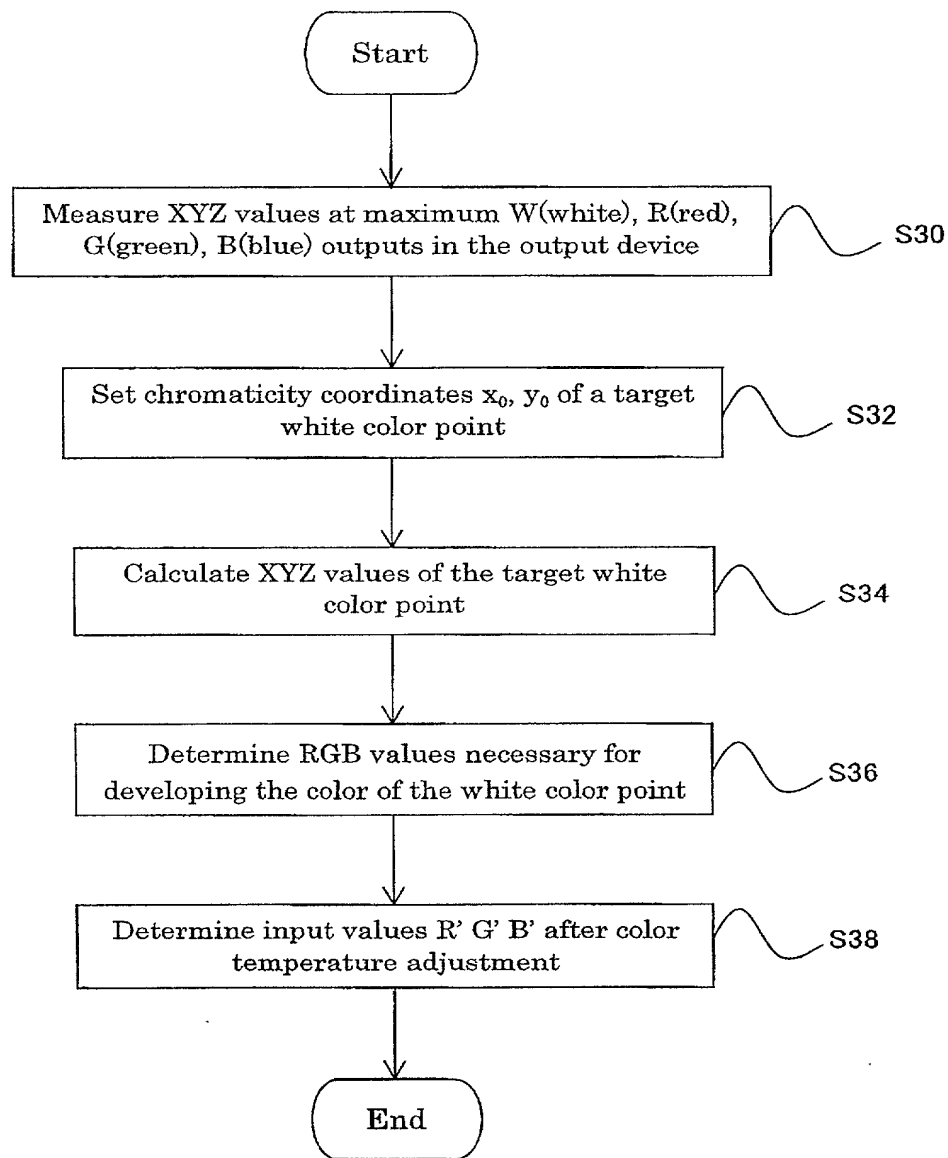 Start
Measure XYZ values at maximum W(white), R(red),
G(green), B(blue) outputs in the output device
S30
Set chromaticity coordinates x₀, y₀ of a target
white color point
S32
Calculate XYZ values of the target white
color point
S34
Determine RGB values necessary for
developing the color of the white color point
S36
Determine input values R’ G’ B’ after color
temperature adjustment
S38
End